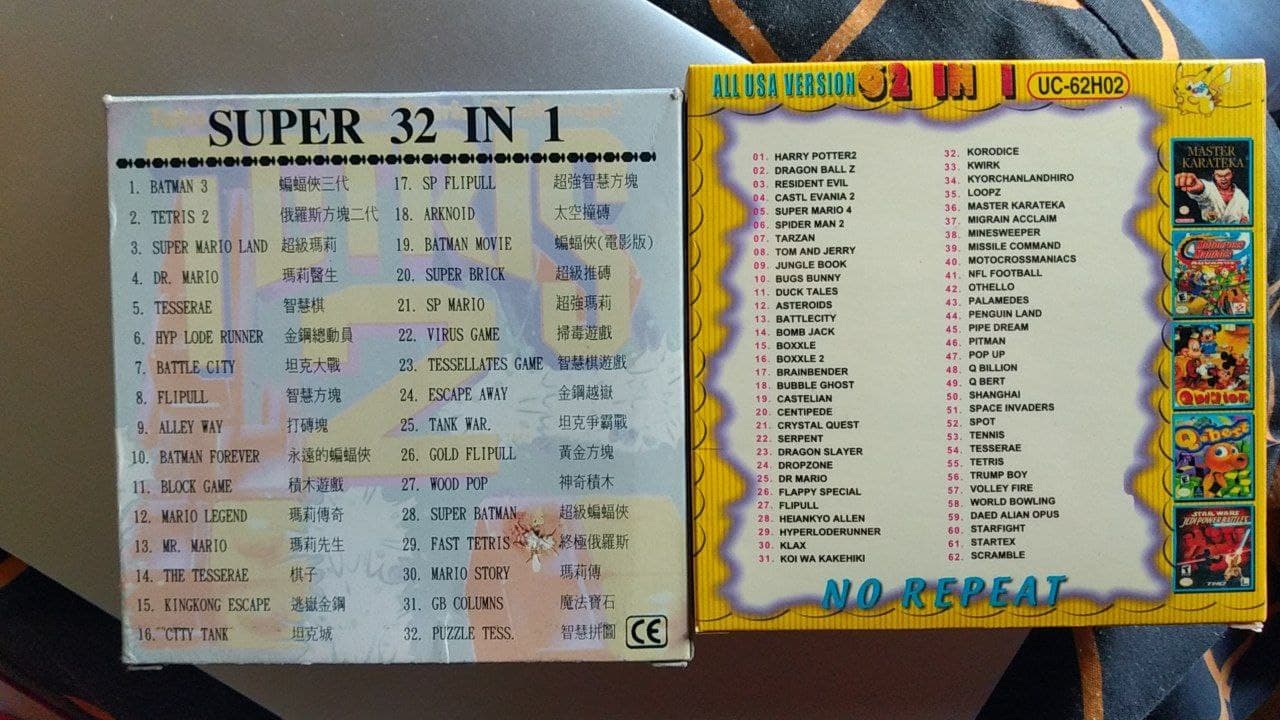 SUPER 32 IN 1
1. BATMAN 3 蝙蝠俠三代
2. TETRIS 2 俄羅斯方塊二代
3. SUPER MARIO LAND 超級瑪莉
4. DR. MARIO 瑪莉醫生
5. TESSERAE 智慧棋
6. HYP LODE RUNNER 金鋼總動員
7. BATTLE CITY 坦克大戰
8. FLIPULL 智慧方塊
9. ALLEY WAY 打磚塊
10. BATMAN FOREVER 永遠的蝙蝠俠
11. BLOCK GAME 積木遊戲
12. MARIO LEGEND 瑪莉傳奇
13. MR. MARIO 瑪莉先生
14. THE TESSERAE 棋子
15. KINGKONG ESCAPE 逃獄金鋼
16. CITY TANK 坦克城
17. SP FLIPULL 超強智慧方塊
18. ARKNOID 太空撞磚
19. BATMAN MOVIE 蝙蝠俠(電影版)
20. SUPER BRICK 超級推磚
21. SP MARIO 超強瑪莉
22. VIRUS GAME 掃毒遊戲
23. TESSELLATES GAME 智慧棋遊戲
24. ESCAPE AWAY 金鋼越嶽
25. TANK WAR. 坦克爭霸戰
26. GOLD FLIPULL 黃金方塊
27. WOOD POP 神奇積木
28. SUPER BATMAN 超級蝙蝠俠
29. FAST TETRIS 終極俄羅斯
30. MARIO STORY 瑪莉傳
31. GB COLUMNS 魔法寶石
32. PUZZLE TESS. 智慧拼圖
CE
ALL USA VERSION 62 IN 1 UC-62H02
01. HARRY POTTER2
02. DRAGON BALL Z
03. RESIDENT EVIL
04. CASTL EVANIA 2
05. SUPER MARIO 4
06. SPIDER MAN 2
07. TARZAN
08. TOM AND JERRY
09. JUNGLE BOOK
10. BUGS BUNNY
11. DUCK TALES
12. ASTEROIDS
13. BATTLECITY
14. BOMB JACK
15. BOXXLE
16. BOXXLE 2
17. BRAINBENDER
18. BUBBLE GHOST
19. CASTELIAN
20. CENTIPEDE
21. CRYSTAL QUEST
22. SERPENT
23. DRAGON SLAYER
24. DROPZONE
25. DR MARIO
26. FLAPPY SPECIAL
27. FLIPULL
28. HEIANKYO ALLEN
29. HYPERLODERUNNER
30. KLAX
31. KOI WA KAKEHIKI
32. KORODICE
33. KWIRK
34. KYORCHANLANDHIRO
35. LOOPZ
36. MASTER KARATEKA
37. MIGRAIN ACCLAIM
38. MINESWEEPER
39. MISSILE COMMAND
40. MOTOCROSSMANIACS
41. NFL FOOTBALL
42. OTHELLO
43. PALAMEDES
44. PENGUIN LAND
45. PIPE DREAM
46. PITMAN
47. POP UP
48. Q BILLION
49. Q BERT
50. SHANGHAI
51. SPACE INVADERS
52. SPOT
53. TENNIS
54. TESSERAE
55. TETRIS
56. TRUMP BOY
57. VOLLEY FIRE
58. WORLD BOWLING
59. DAED ALIAN OPUS
60. STARFIGHT
61. STARTEX
62. SCRAMBLE
NO REPEAT
MASTER
KARATEKA
Qbillion
Q*bert
STAR WARS
JEDI POWER BATTLES
THQ